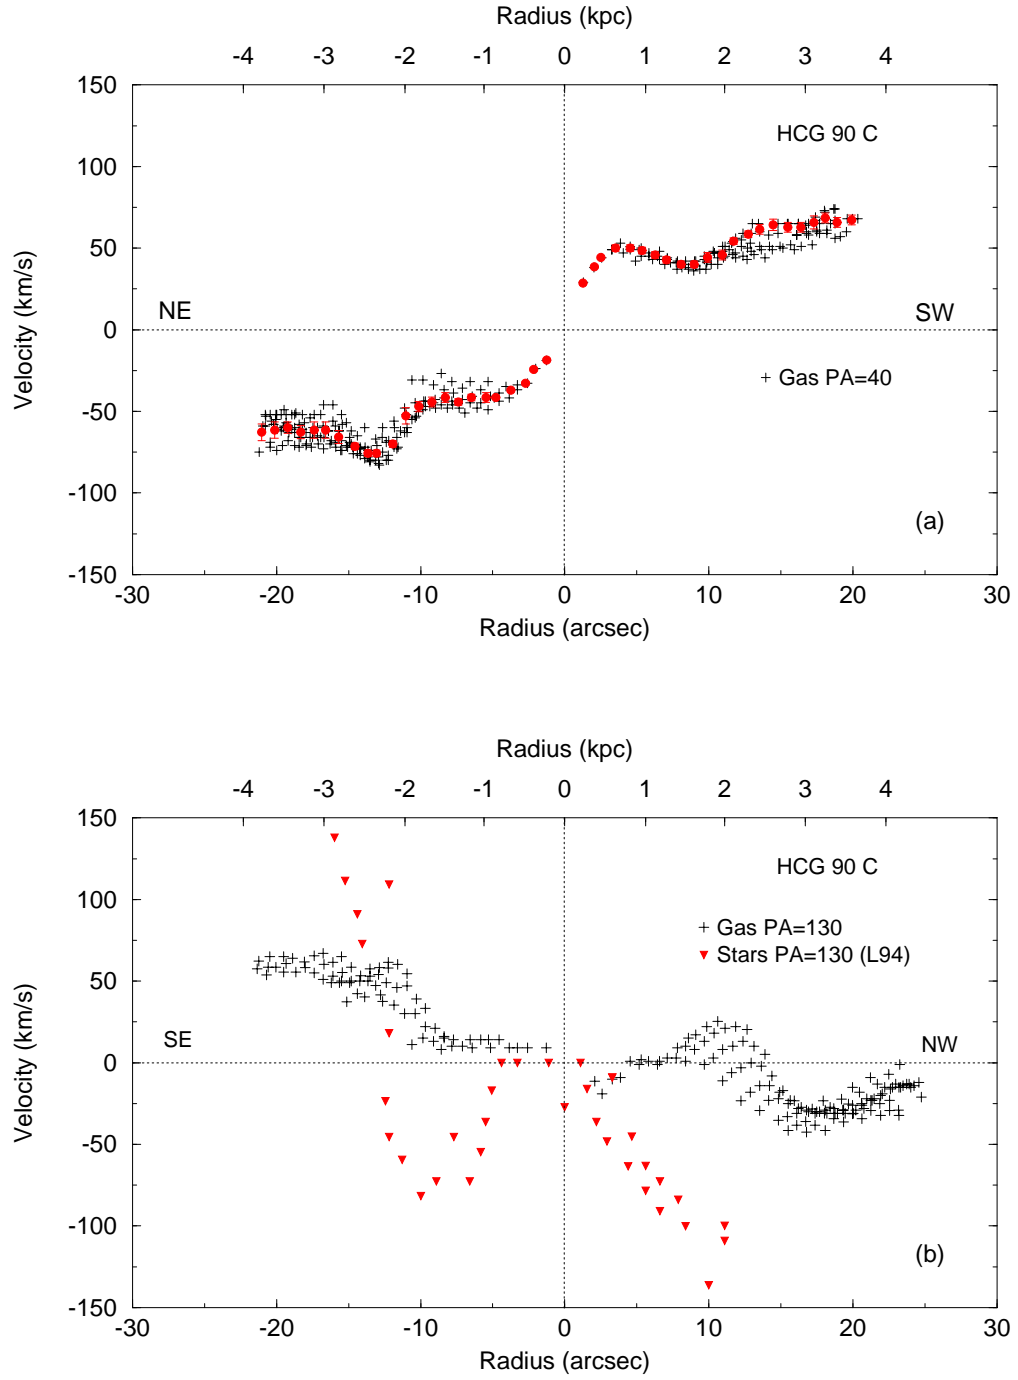 Radius (kpc)
-4 -3 -2 -1 0 1 2 3 4
150
100
50
0
-50
-100
-150
Velocity (km/s)
HCG 90 C
NE
SW
Gas PA=40
(a)
-30 -20 -10 0 10 20 30
Radius (arcsec)
Radius (kpc)
-4 -3 -2 -1 0 1 2 3 4
150
100
50
0
-50
-100
-150
Velocity (km/s)
HCG 90 C
Gas PA=130
Stars PA=130 (L94)
SE
NW
(b)
-30 -20 -10 0 10 20 30
Radius (arcsec)